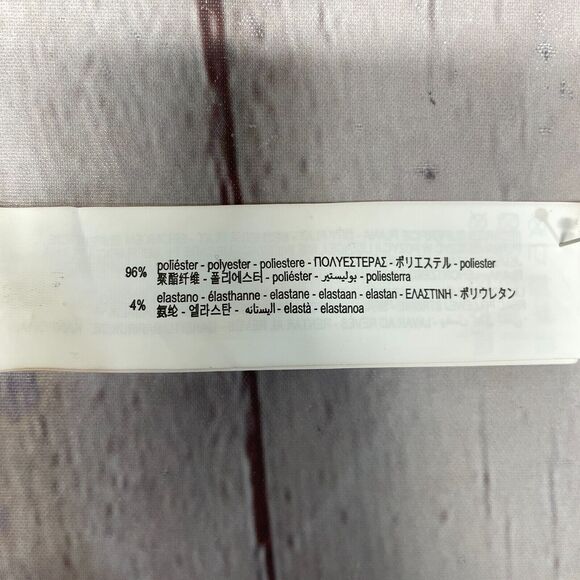 96% poliéster - polyester - poliestere - ΠΟΛΥΕΣΤΕΡΑΣ - ポリエステル - poliester
聚酯纤维 - 폴리에스터 - poliéster - بوليستير - poliesterra
4% elastano - élasthanne - elastane - elastaan - elastan - ΕΛΑΣΤΙΝΗ - ポリウレタン
氨纶 - 엘라스탄 - اليستانه - elastà - elastanoa